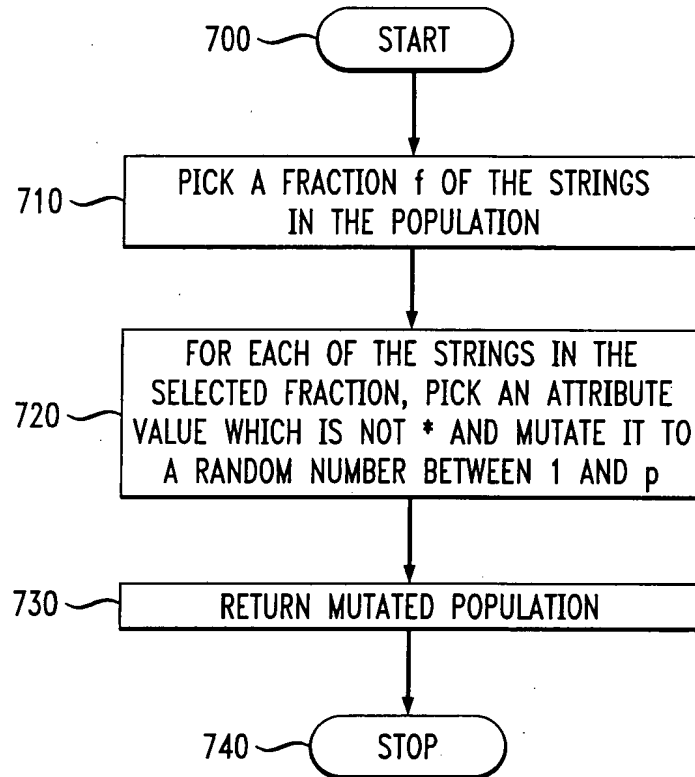 700
START
710
PICK A FRACTION f OF THE STRINGS
IN THE POPULATION
720
FOR EACH OF THE STRINGS IN THE
SELECTED FRACTION, PICK AN ATTRIBUTE
VALUE WHICH IS NOT * AND MUTATE IT TO
A RANDOM NUMBER BETWEEN 1 AND p
730
RETURN MUTATED POPULATION
740
STOP